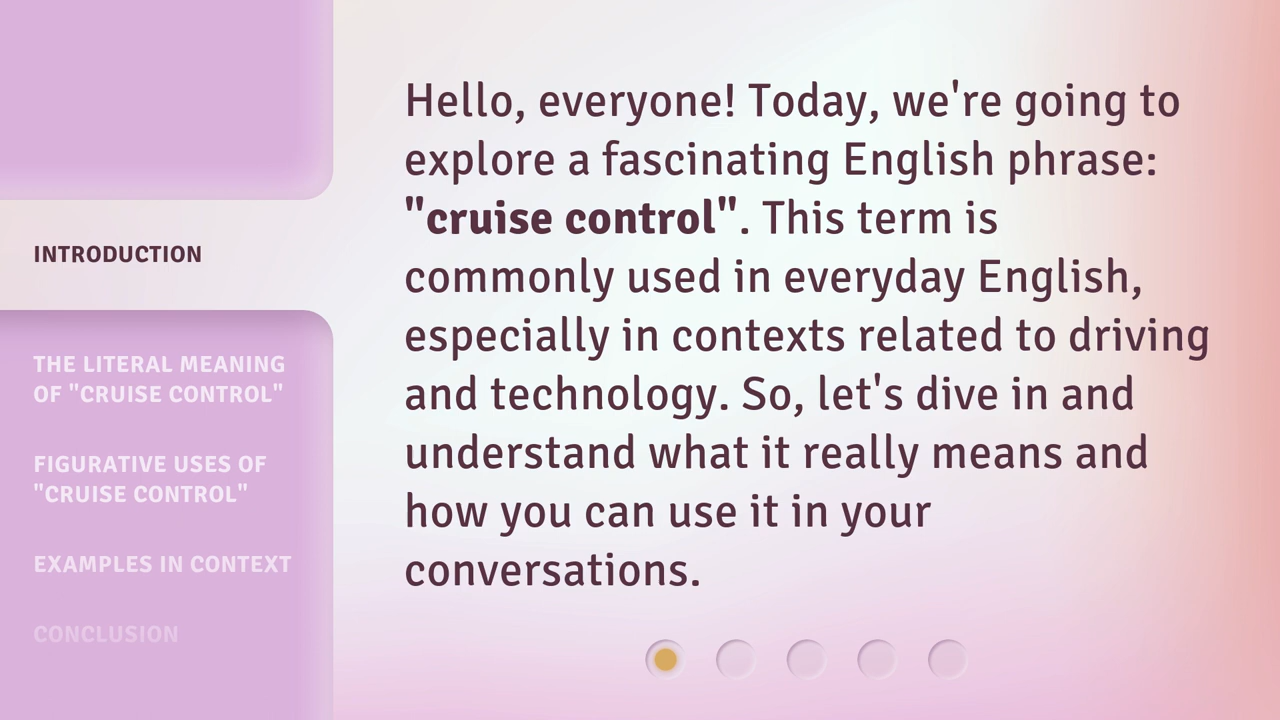 INTRODUCTION
THE LITERAL MEANING
OF "CRUISE CONTROL"
FIGURATIVE USES OF
"CRUISE CONTROL"
EXAMPLES IN CONTEXT
CONCLUSION
Hello, everyone! Today, we're going to
explore a fascinating English phrase:
"cruise control". This term is
commonly used in everyday English,
especially in contexts related to driving
and technology. So, let's dive in and
understand what it really means and
how you can use it in your
conversations.